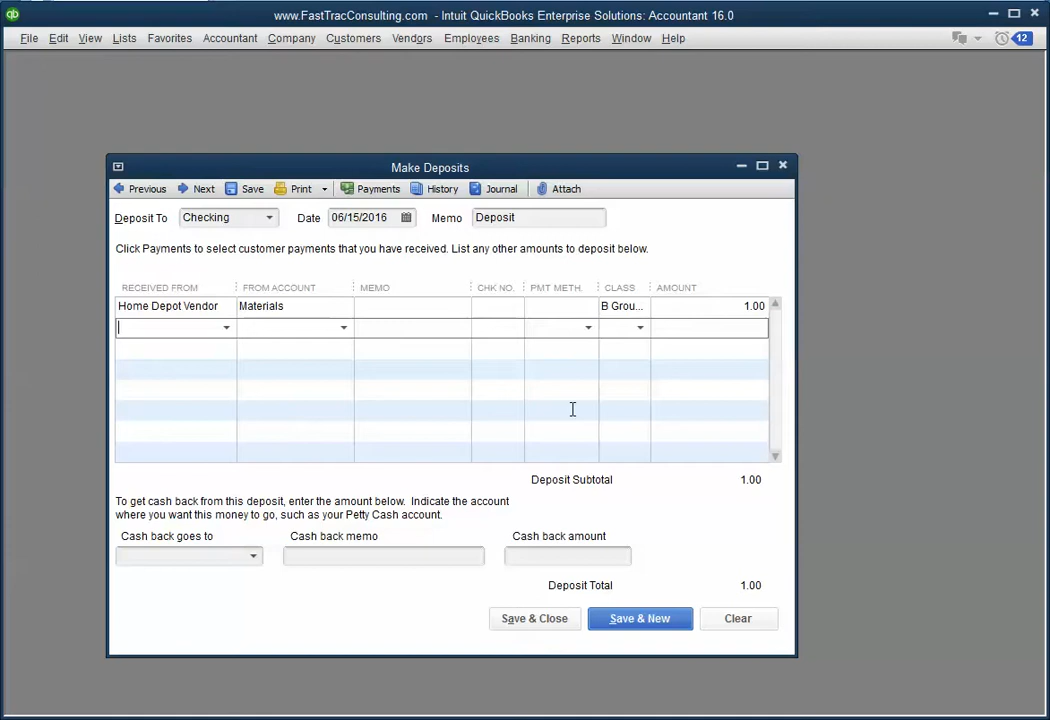 www.FastTracConsulting.com - Intuit QuickBooks Enterprise Solutions: Accountant 16.0
File Edit View Lists Favorites Accountant Company Customers Vendors Employees Banking Reports Window Help 12
Make Deposits
Previous Next Save Print Payments History Journal Attach
Deposit To Checking Date 06/15/2016 Memo Deposit
Click Payments to select customer payments that you have received. List any other amounts to deposit below.
RECEIVED FROM FROM ACCOUNT MEMO CHK NO. PMT METH. CLASS AMOUNT
Home Depot Vendor Materials B Grou... 1.00
Deposit Subtotal 1.00
To get cash back from this deposit, enter the amount below. Indicate the account
where you want this money to go, such as your Petty Cash account.
Cash back goes to Cash back memo Cash back amount
Deposit Total 1.00
Save & Close Save & New Clear